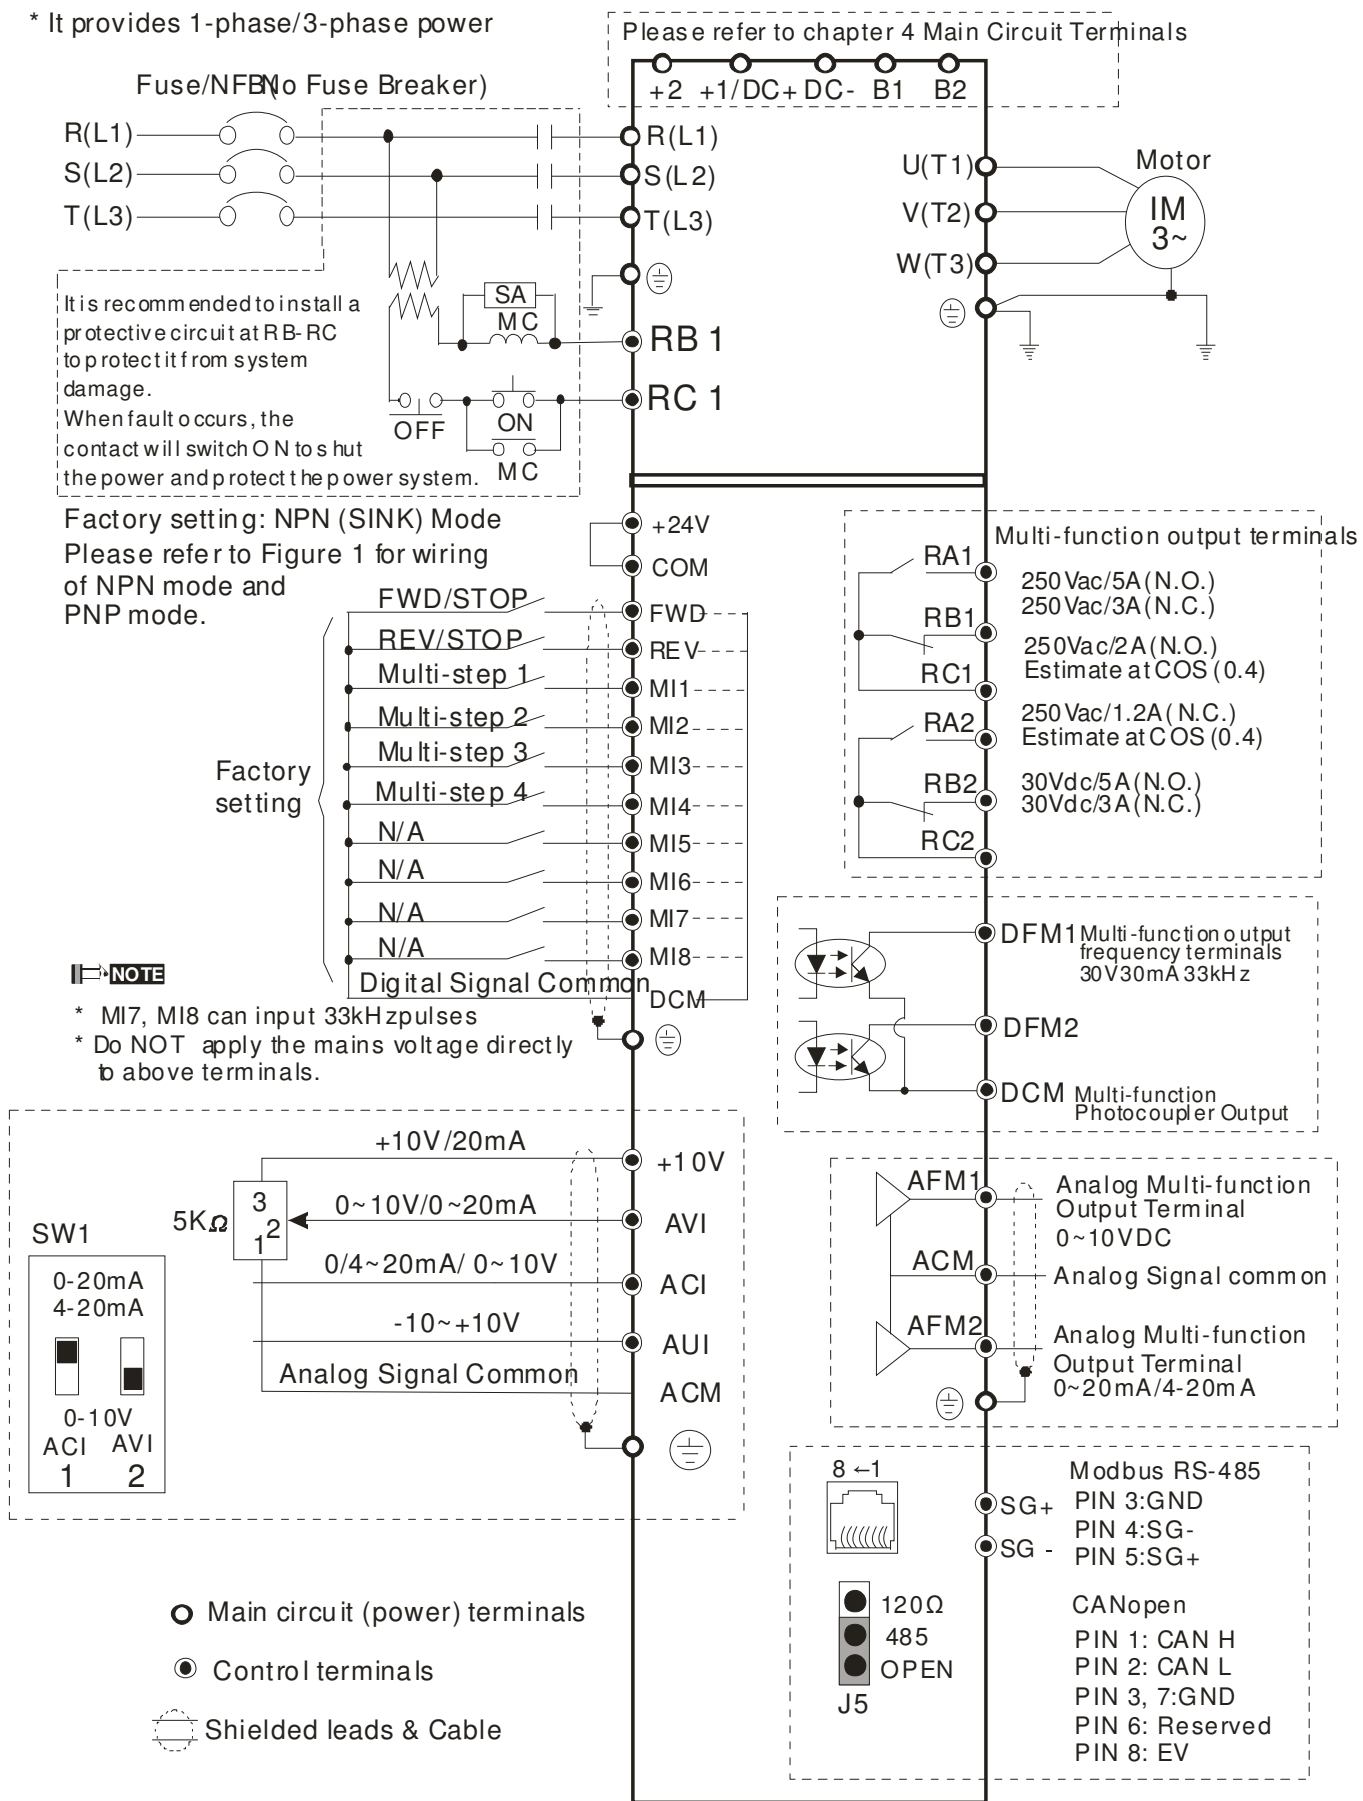 * It provides 1-phase/3-phase power
Please refer to chapter 4 Main Circuit Terminals
+2 +1/DC+ DC- B1 B2
Fuse/NFB(No Fuse Breaker)
R(L1)
S(L2)
T(L3)
R(L1)
S(L2)
T(L3)
U(T1)
V(T2)
W(T3)
Motor
IM
3~
It is recommended to install a
protective circuit at RB-RC
to protect it from system
damage.
When fault occurs, the
contact will switch ON to shut
the power and protect the power system.
SA
MC
RB1
RC1
OFF
ON
MC
Factory setting: NPN (SINK) Mode
Please refer to Figure 1 for wiring
of NPN mode and
PNP mode.
+24V
COM
FWD/STOP
FWD
REV/STOP
REV
Multi-step 1
MI1
Multi-step 2
MI2
Multi-step 3
MI3
Multi-step 4
MI4
N/A
MI5
N/A
MI6
N/A
MI7
N/A
MI8
Factory
setting
Digital Signal Common
DCM
NOTE
* MI7, MI8 can input 33kHz pulses
* Do NOT apply the mains voltage directly
to above terminals.
Multi-function output terminals
RA1
RB1
RC1
RA2
RB2
RC2
250Vac/5A (N.O.)
250Vac/3A (N.C.)
250Vac/2A (N.O.)
Estimate at COS (0.4)
250Vac/1.2A (N.C.)
Estimate at COS (0.4)
30Vdc/5A (N.O.)
30Vdc/3A (N.C.)
DFM1
Multi-function output
frequency terminals
30V30mA 33kHz
DFM2
DCM
Multi-function
Photocoupler Output
+10V/20mA
+10V
3
2
1
5KΩ
0~10V/0~20mA
AVI
0/4~20mA/ 0~10V
ACI
-10~+10V
AUI
Analog Signal Common
ACM
SW1
0-20mA
4-20mA
0-10V
ACI AVI
1 2
AFM1
Analog Multi-function
Output Terminal
0~10VDC
ACM
Analog Signal common
AFM2
Analog Multi-function
Output Terminal
0~20mA/4-20mA
8 ←1
SG+
SG -
Modbus RS-485
PIN 3:GND
PIN 4:SG-
PIN 5:SG+
120Ω
485
OPEN
J5
CANopen
PIN 1: CAN H
PIN 2: CAN L
PIN 3, 7:GND
PIN 6: Reserved
PIN 8: EV
Main circuit (power) terminals
Control terminals
Shielded leads & Cable